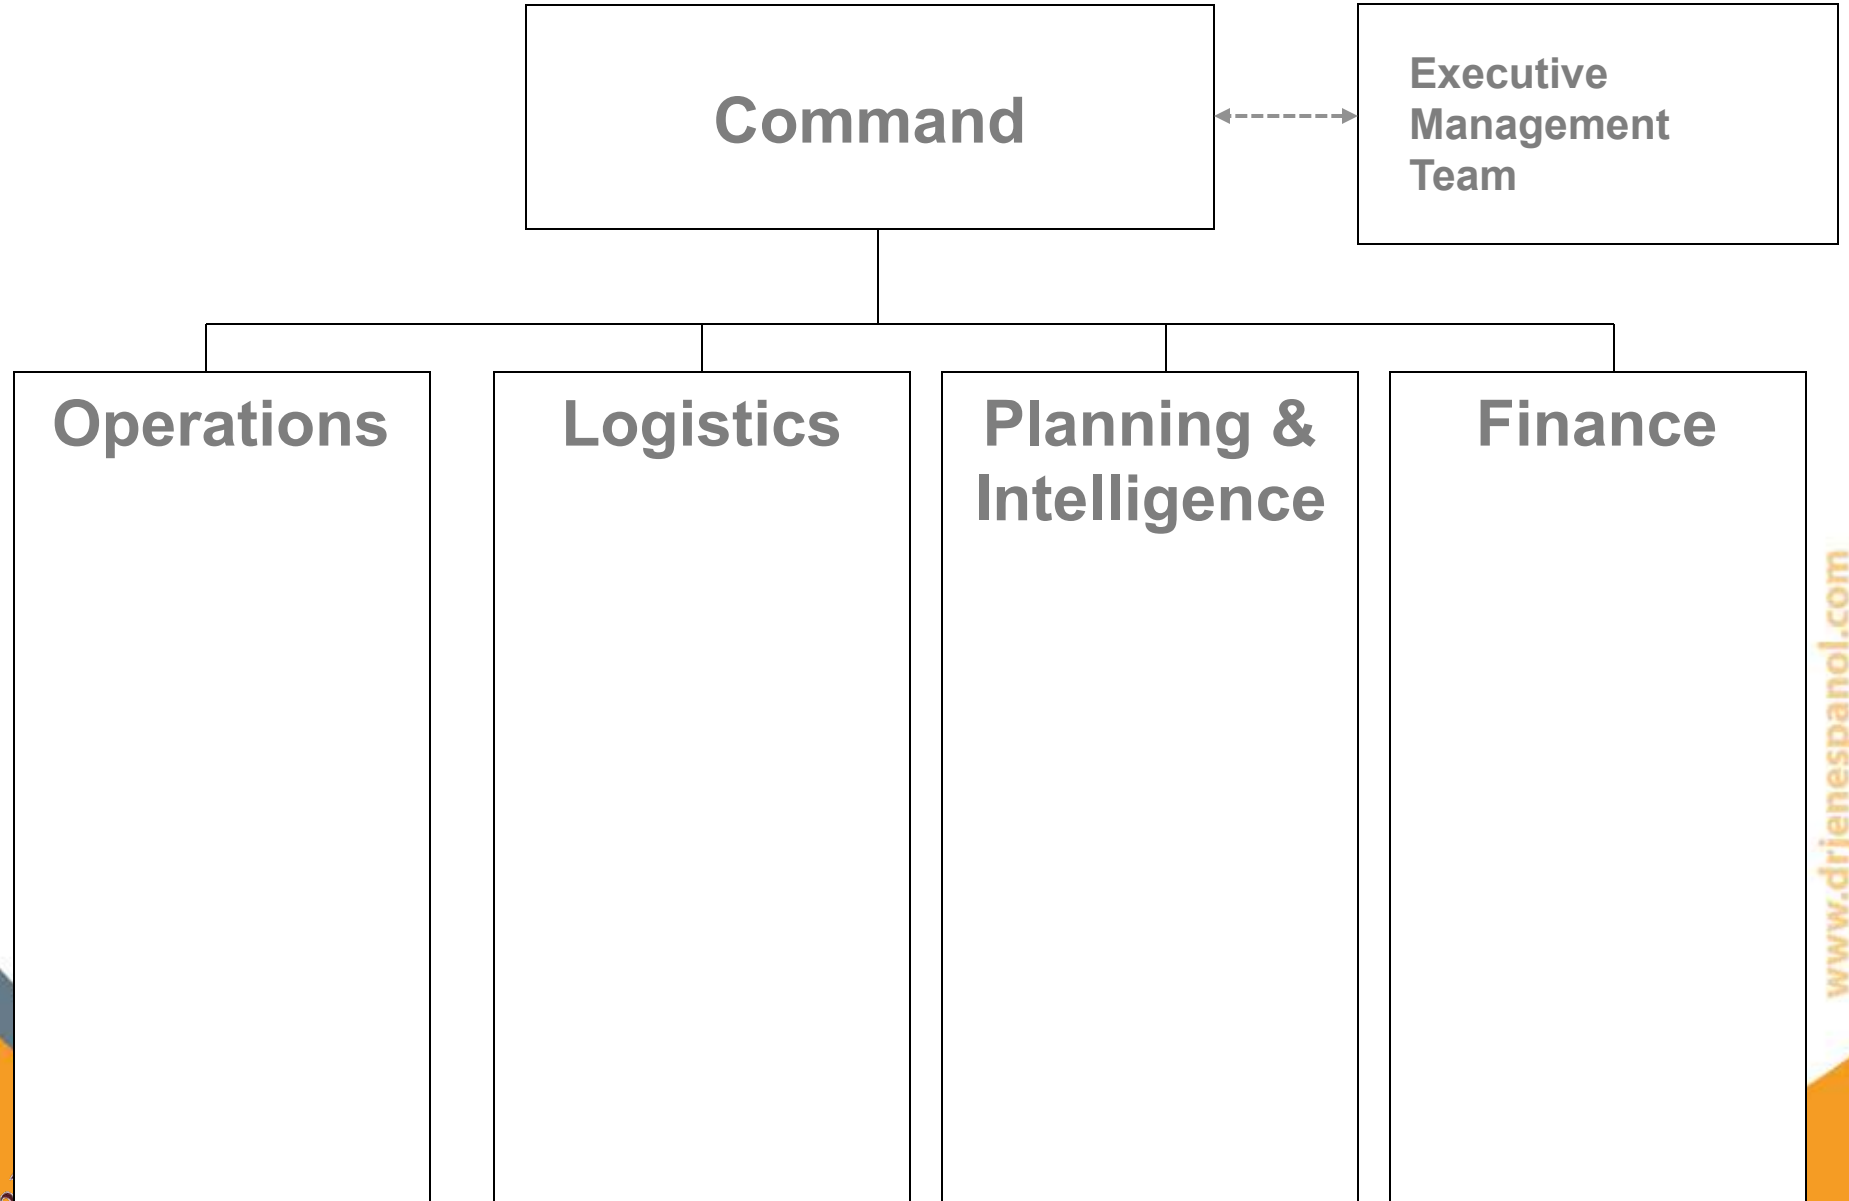 Command
Executive
Management
Team
Operations
Logistics
Planning &
Intelligence
Finance
www.drienespanol.com